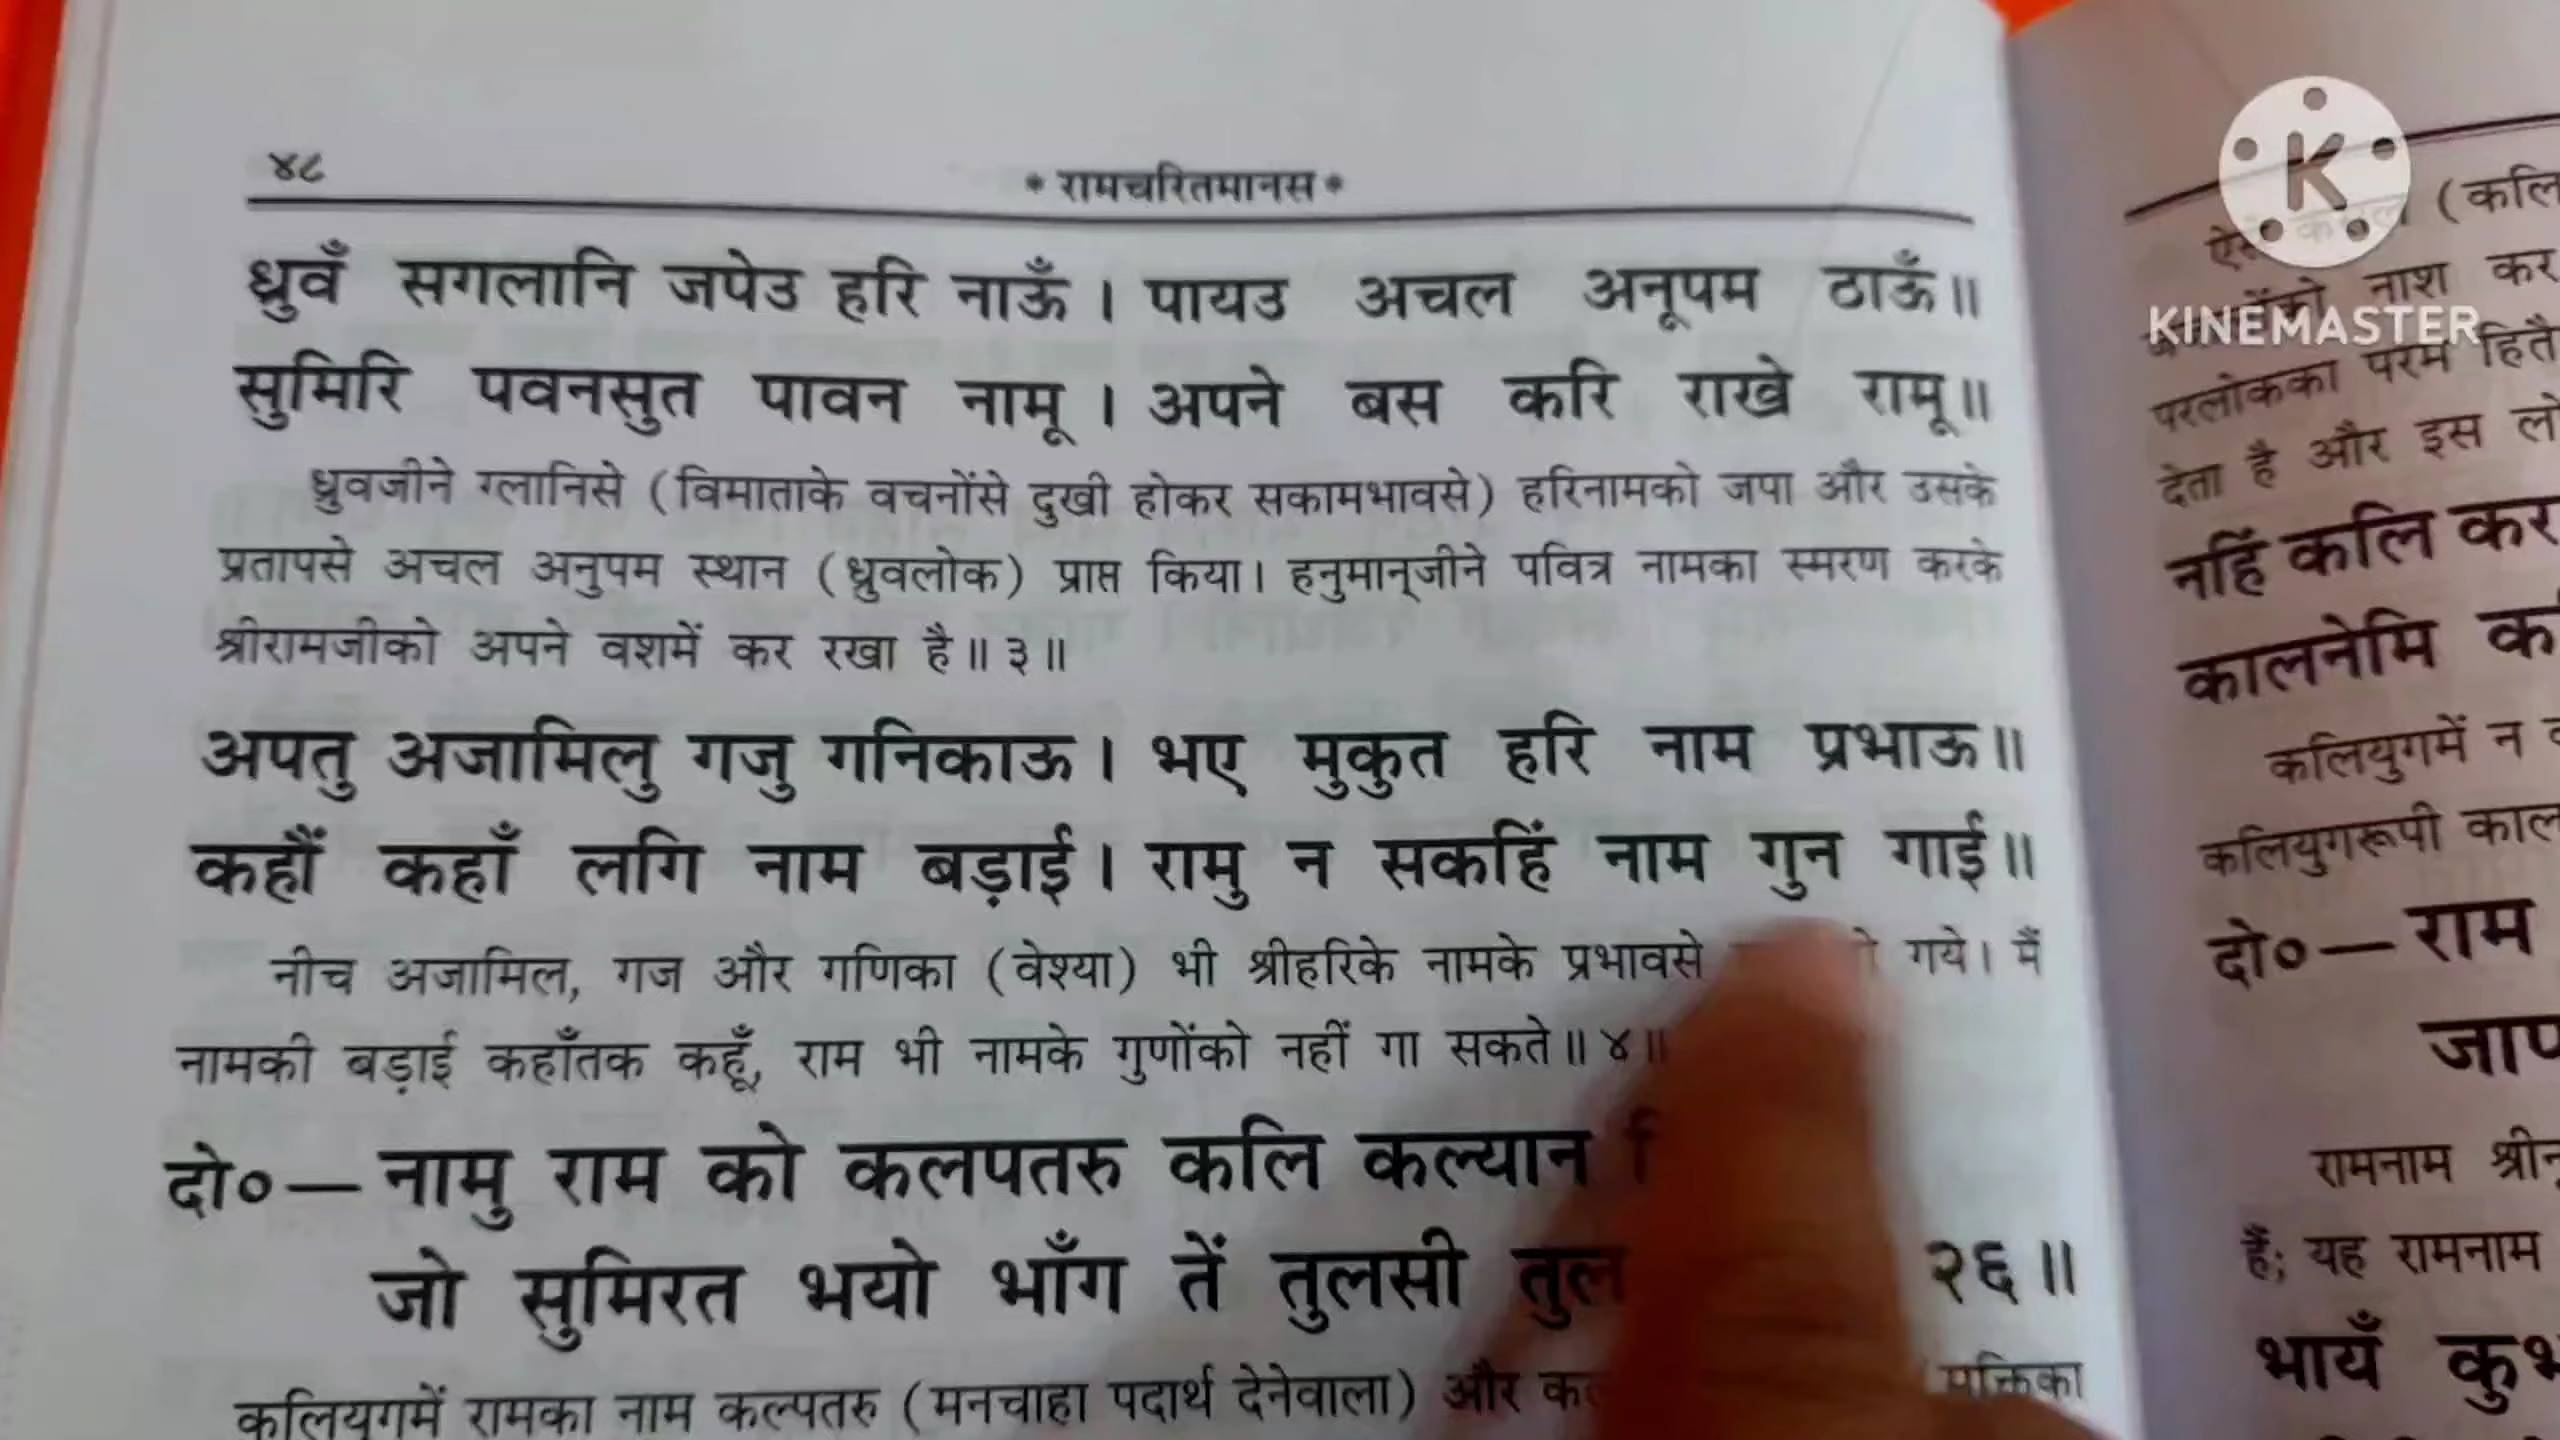 ४८
* रामचरितमानस *
ध्रुवँ सगलानि जपेउ हरि नाऊँ। पायउ अचल अनूपम ठाऊँ॥
सुमिरि पवनसुत पावन नामू। अपने बस करि राखे रामू॥
ध्रुवजीने ग्लानिसे (विमाताके वचनोंसे दुखी होकर सकामभावसे) हरिनामको जपा और उसके
प्रतापसे अचल अनुपम स्थान (ध्रुवलोक) प्राप्त किया। हनुमान्‌जीने पवित्र नामका स्मरण करके
श्रीरामजीको अपने वशमें कर रखा है॥ ३॥
अपतु अजामिलु गजु गनिकाऊ। भए मुकुत हरि नाम प्रभाऊ॥
कहौं कहाँ लगि नाम बड़ाई। रामु न सकहिं नाम गुन गाई॥
नीच अजामिल, गज और गणिका (वेश्या) भी श्रीहरिके नामके प्रभावसे गये। मैं
नामकी बड़ाई कहाँतक कहूँ, राम भी नामके गुणोंको नहीं गा सकते॥ ४॥
दो०— नामु राम को कलपतरु कलि कल्यान
जो सुमिरत भयो भाँग तें तुलसी २६॥
कलियुगमें रामका नाम कल्पतरु (मनचाहा पदार्थ देनेवाला) और
(कलि
नाश कर
परलोकका परम
देता है और इस
नहिं कलि
कालनेमि
कलियुगमें न
कलियुगरूपी
दो०— राम
रामनाम
हैं; यह रामनाम
भायँ
KINEMASTER